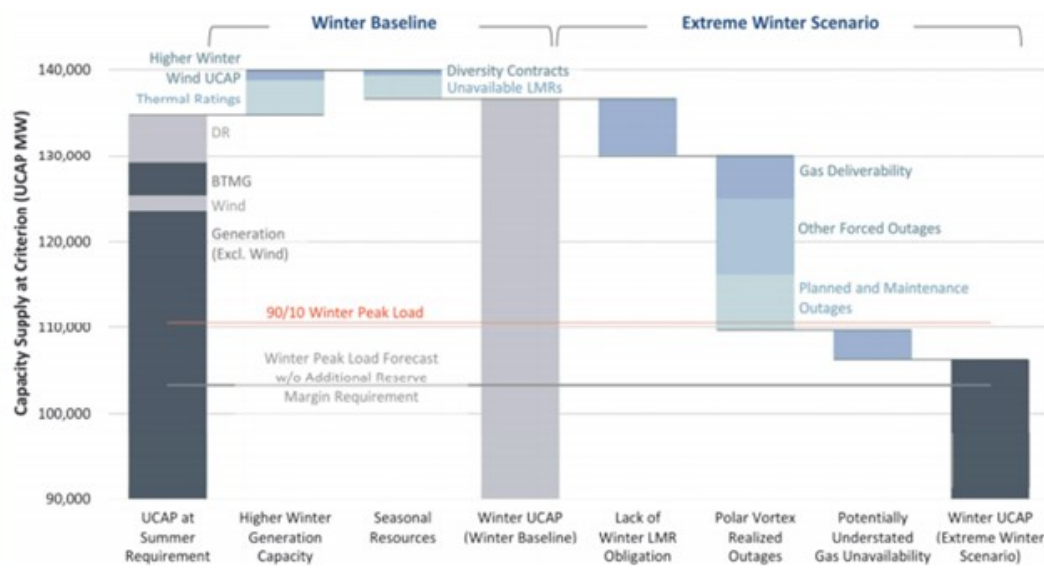 Winter Baseline
Extreme Winter Scenario
Capacity Supply at Criterion (UCAP MW)
140,000
130,000
120,000
110,000
100,000
90,000
Higher Winter
Wind UCAP
Thermal Ratings
DR
BTMG
Wind
Generation
(Excl. Wind)
Diversity Contracts
Unavailable LMRs
Gas Deliverability
Other Forced Outages
Planned and Maintenance
Outages
90/10 Winter Peak Load
Winter Peak Load Forecast
w/o Additional Reserve
Margin Requirement
UCAP at
Summer
Requirement
Higher Winter
Generation
Capacity
Seasonal
Resources
Winter UCAP
(Winter Baseline)
Lack of
Winter LMR
Obligation
Polar Vortex
Realized
Outages
Potentially
Understated
Gas Unavailability
Winter UCAP
(Extreme Winter
Scenario)